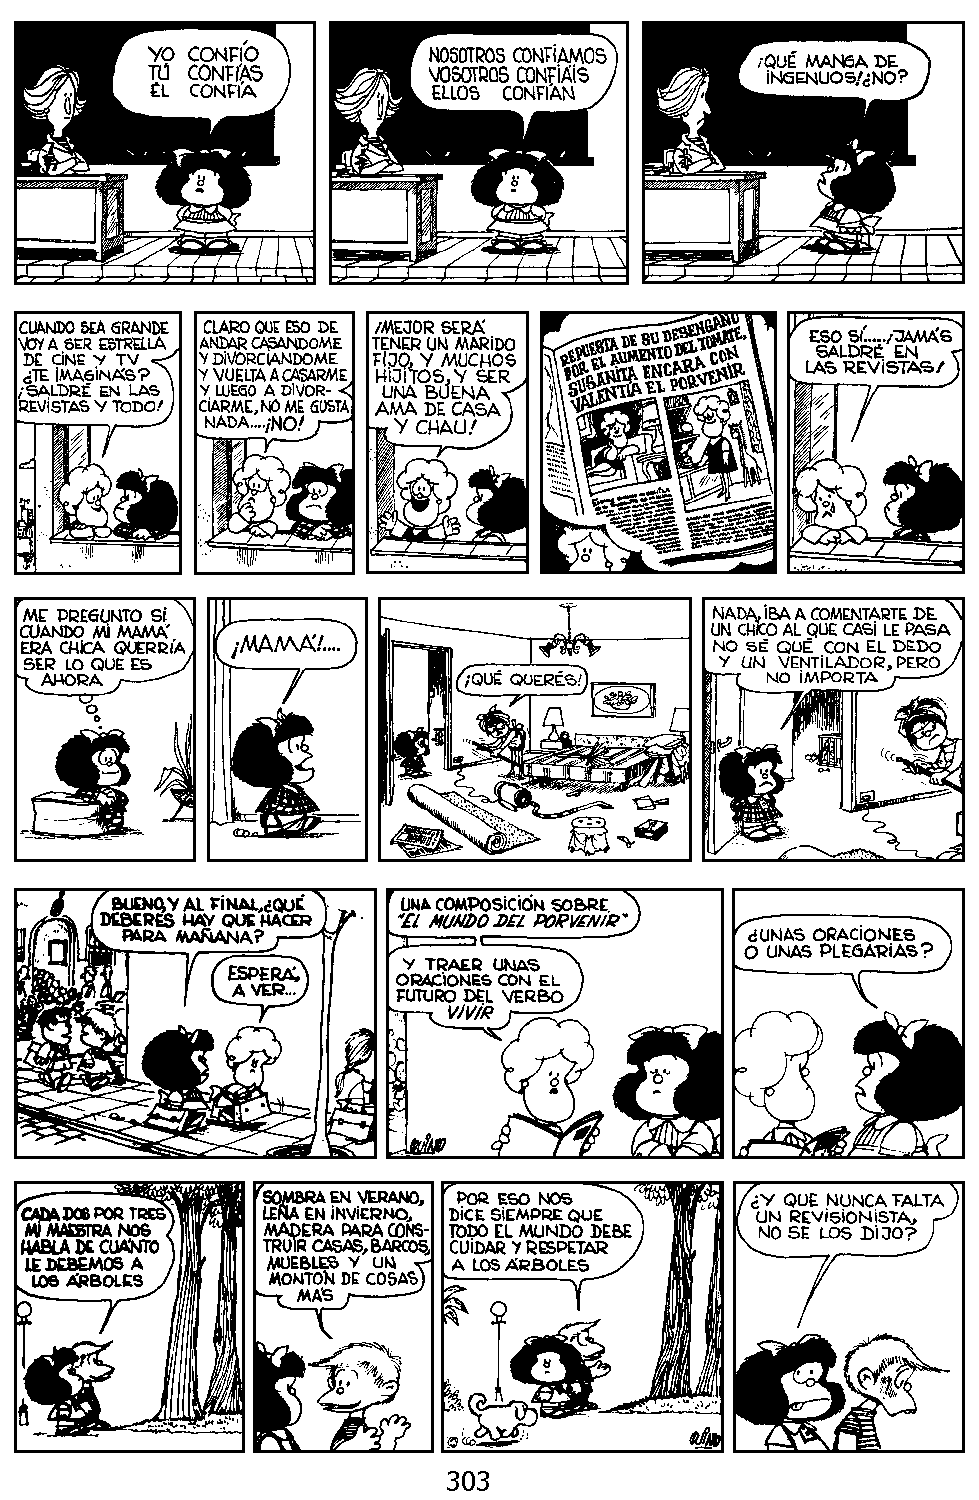 YO CONFÍO
TÚ CONFÍAS
ÉL CONFÍA
NOSOTROS CONFIAMOS
VOSOTROS CONFIÁIS
ELLOS CONFÍAN
¡QUÉ MANGA DE
INGENUOS!¿NO?
CUANDO SEA GRANDE
VOY A SER ESTRELLA
DE CINE Y TV
¿TE IMAGINÁS?
¡SALDRÉ EN LAS
REVISTAS Y TODO!
CLARO QUE ESO DE
ANDAR CASANDOME
Y DIVORCIANDOME
Y VUELTA A CASARME
Y LUEGO A DIVOR-
CIARME, NO ME GUSTA
NADA....¡NO!
¡MEJOR SERÁ
TENER UN MARIDO
FIJO, Y MUCHOS
HIJITOS, Y SER
UNA BUENA
AMA DE CASA
Y CHAU!
REPUESTA DE SU DESENGAÑO
POR EL AUMENTO DEL TOMATE,
SUSANITA ENCARA CON
VALENTÍA EL PORVENIR
ESO SÍ.....¡JAMÁS
SALDRÉ EN
LAS REVISTAS!
ME PREGUNTO SI
CUANDO MI MAMÁ
ERA CHICA QUERRÍA
SER LO QUE ES
AHORA
¡MAMÁ!....
¡QUÉ QUERÉS!
NADA, IBA A COMENTARTE DE
UN CHICO AL QUE CASI LE PASA
NO SÉ QUÉ CON EL DEDO
Y UN VENTILADOR, PERO
NO IMPORTA
BUENO, Y AL FINAL, ¿QUÉ
DEBERES HAY QUE HACER
PARA MAÑANA?
ESPERÁ,
A VER...
UNA COMPOSICIÓN SOBRE
"EL MUNDO DEL PORVENIR"
Y TRAER UNAS
ORACIONES CON EL
FUTURO DEL VERBO
VIVIR
QUINO
¿UNAS ORACIONES
O UNAS PLEGARIAS?
CADA DOS POR TRES
MI MAESTRA NOS
HABLA DE CUÁNTO
LE DEBEMOS A
LOS ÁRBOLES
SOMBRA EN VERANO,
LEÑA EN INVIERNO,
MADERA PARA CONS-
TRUIR CASAS, BARCOS,
MUEBLES Y UN
MONTÓN DE COSAS
MÁS
POR ESO NOS
DICE SIEMPRE QUE
TODO EL MUNDO DEBE
CUIDAR Y RESPETAR
A LOS ÁRBOLES
©
QUINO
¿Y QUÉ NUNCA FALTA
UN REVISIONISTA,
NO SE LOS DIJO?
303